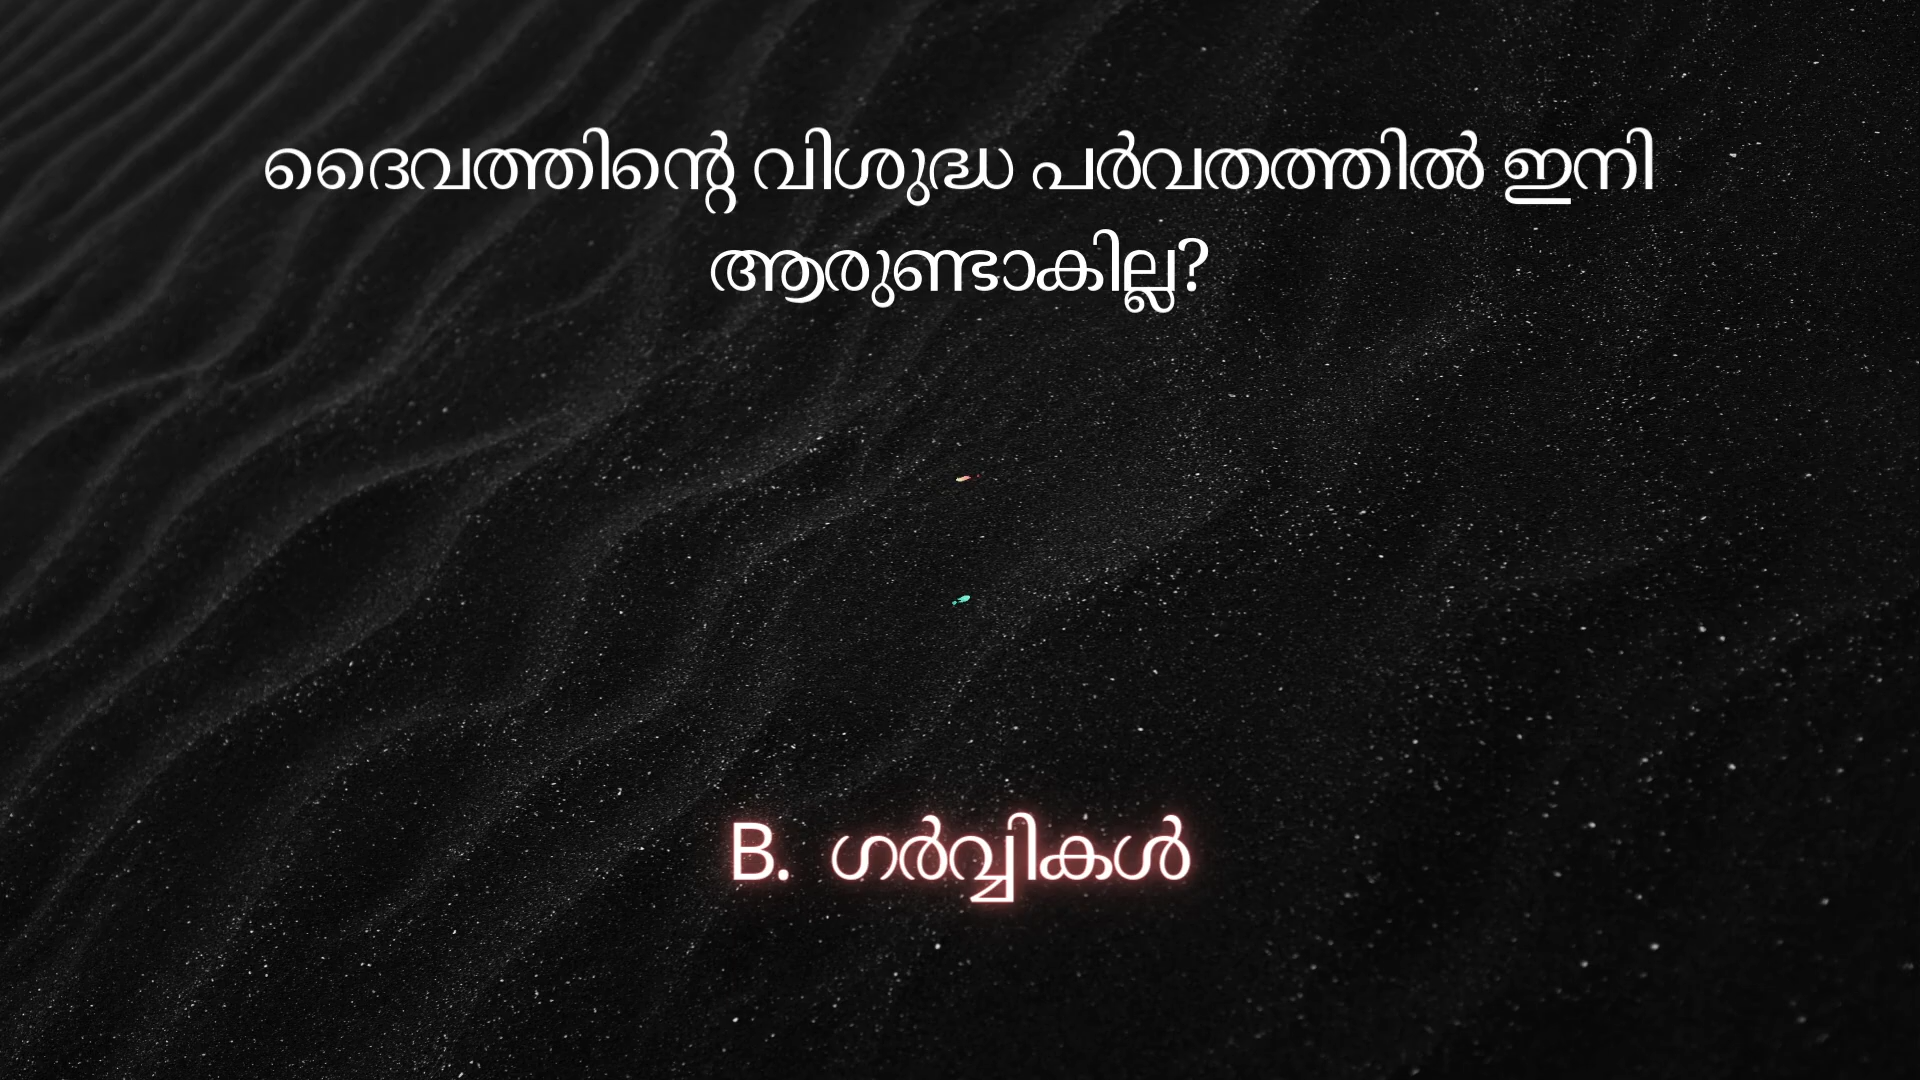 ദൈവത്തിന്റെ വിശുദ്ധ പർവതത്തിൽ ഇനി
ആരുണ്ടാകില്ല?
B. ഗർവ്വികൾ